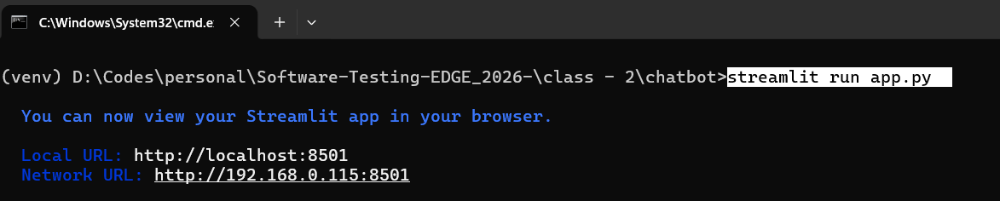 C:\Windows\System32\cmd.e
(venv) D:\Codes\personal\Software-Testing-EDGE_2026-\class - 2\chatbot>streamlit run app.py
You can now view your Streamlit app in your browser.
Local URL: http://localhost:8501
Network URL: http://192.168.0.115:8501